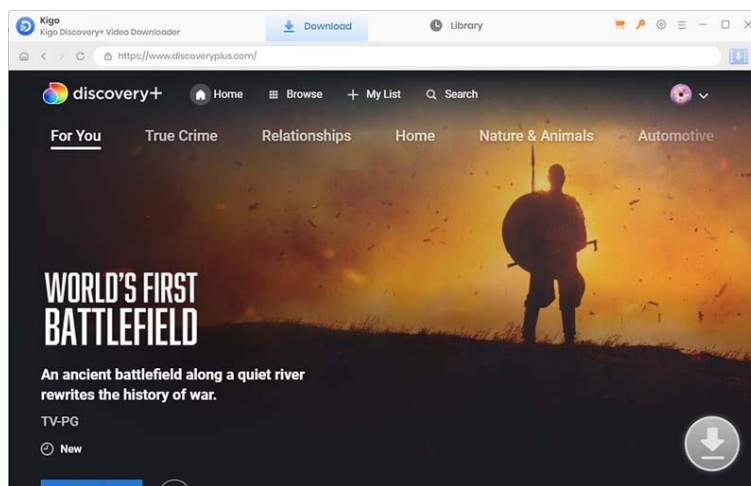 Kigo
Kigo Discovery+ Video Downloader
Download
Library
https://www.discoveryplus.com/
discovery+ Home Browse My List Search
For You True Crime Relationships Home Nature & Animals Automotive
WORLD'S FIRST
BATTLEFIELD
An ancient battlefield along a quiet river
rewrites the history of war.
TV-PG
New